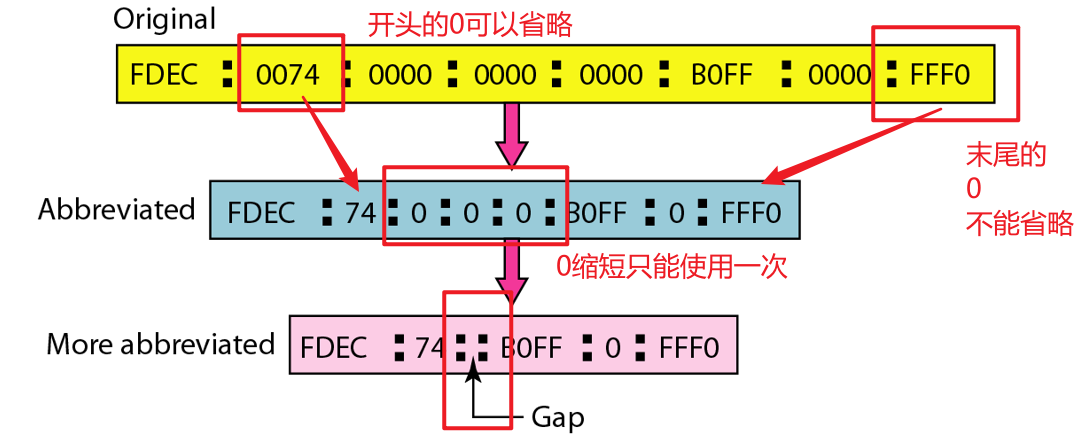 Original
开头的0可以省略
FDEC : 0074 : 0000 : 0000 : 0000 : B0FF : 0000 : FFF0
末尾的
0
不能省略
Abbreviated
FDEC : 74 : 0 : 0 : 0 : B0FF : 0 : FFF0
0缩短只能使用一次
More abbreviated
FDEC : 74 : : B0FF : 0 : FFF0
Gap